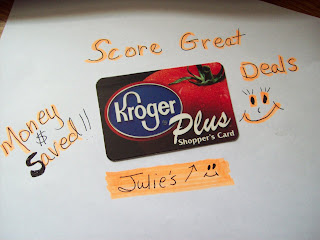 Score Great
Deals
Money
$
Saved!!
Kroger
Plus
Shopper's Card
Julie's